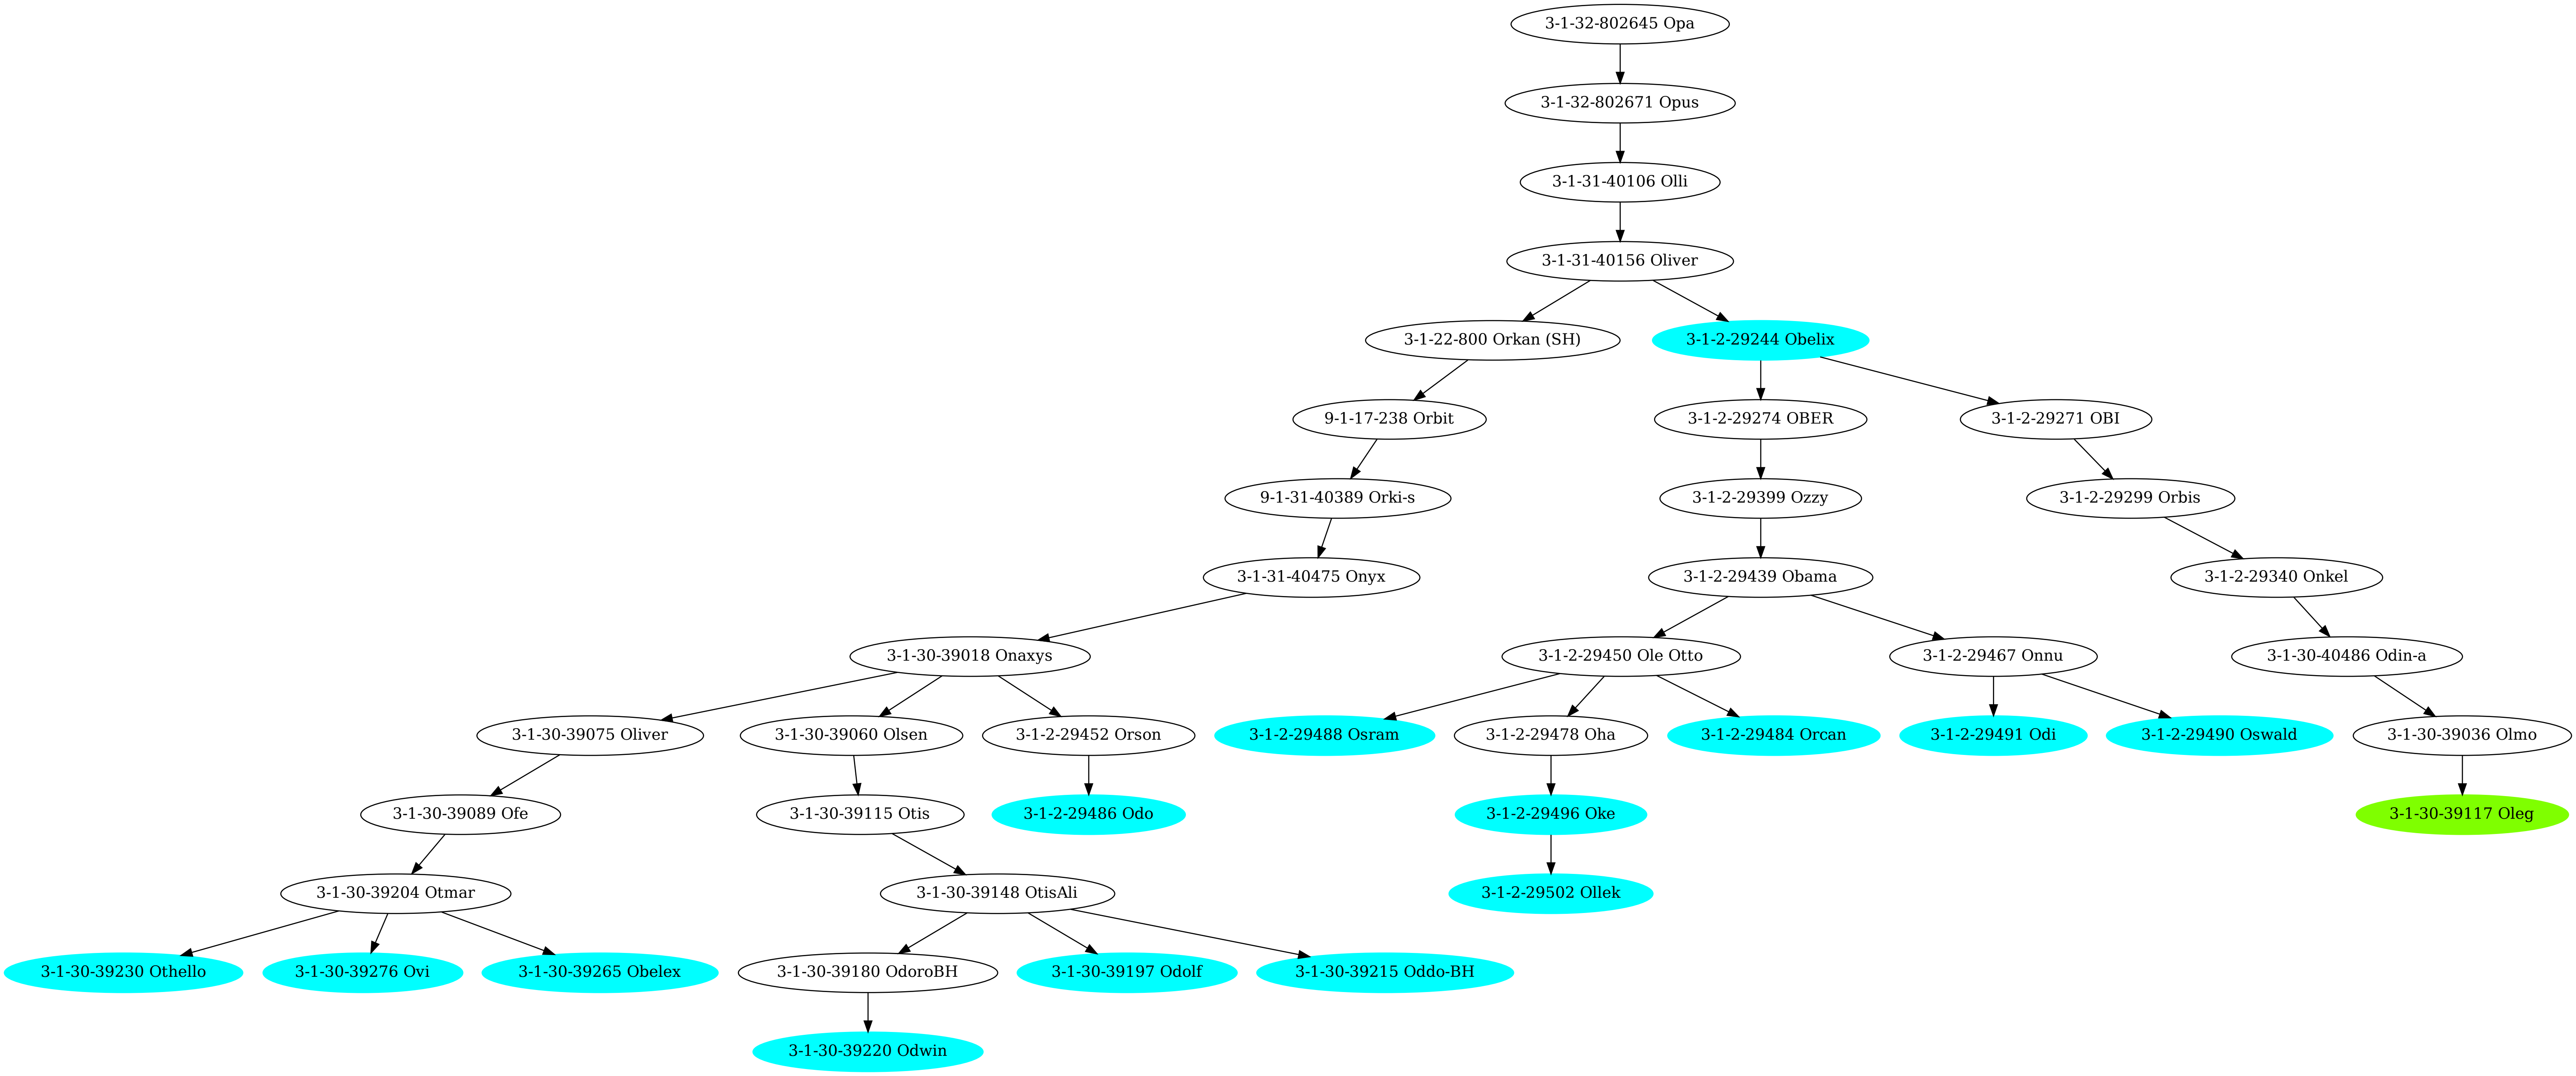 3-1-32-802645 Opa
3-1-32-802671 Opus
3-1-31-40106 Olli
3-1-31-40156 Oliver
3-1-22-800 Orkan (SH)
3-1-2-29244 Obelix
9-1-17-238 Orbit
3-1-2-29274 OBER
3-1-2-29271 OBI
9-1-31-40389 Orki-s
3-1-2-29399 Ozzy
3-1-2-29299 Orbis
3-1-31-40475 Onyx
3-1-2-29439 Obama
3-1-2-29340 Onkel
3-1-30-39018 Onaxys
3-1-2-29450 Ole Otto
3-1-2-29467 Onnu
3-1-30-40486 Odin-a
3-1-30-39075 Oliver
3-1-30-39060 Olsen
3-1-2-29452 Orson
3-1-2-29488 Osram
3-1-2-29478 Oha
3-1-2-29484 Orcan
3-1-2-29491 Odi
3-1-2-29490 Oswald
3-1-30-39036 Olmo
3-1-30-39089 Ofe
3-1-30-39115 Otis
3-1-2-29486 Odo
3-1-2-29496 Oke
3-1-30-39117 Oleg
3-1-30-39204 Otmar
3-1-30-39148 OtisAli
3-1-2-29502 Ollek
3-1-30-39230 Othello
3-1-30-39276 Ovi
3-1-30-39265 Obelex
3-1-30-39180 OdoroBH
3-1-30-39197 Odolf
3-1-30-39215 Oddo-BH
3-1-30-39220 Odwin